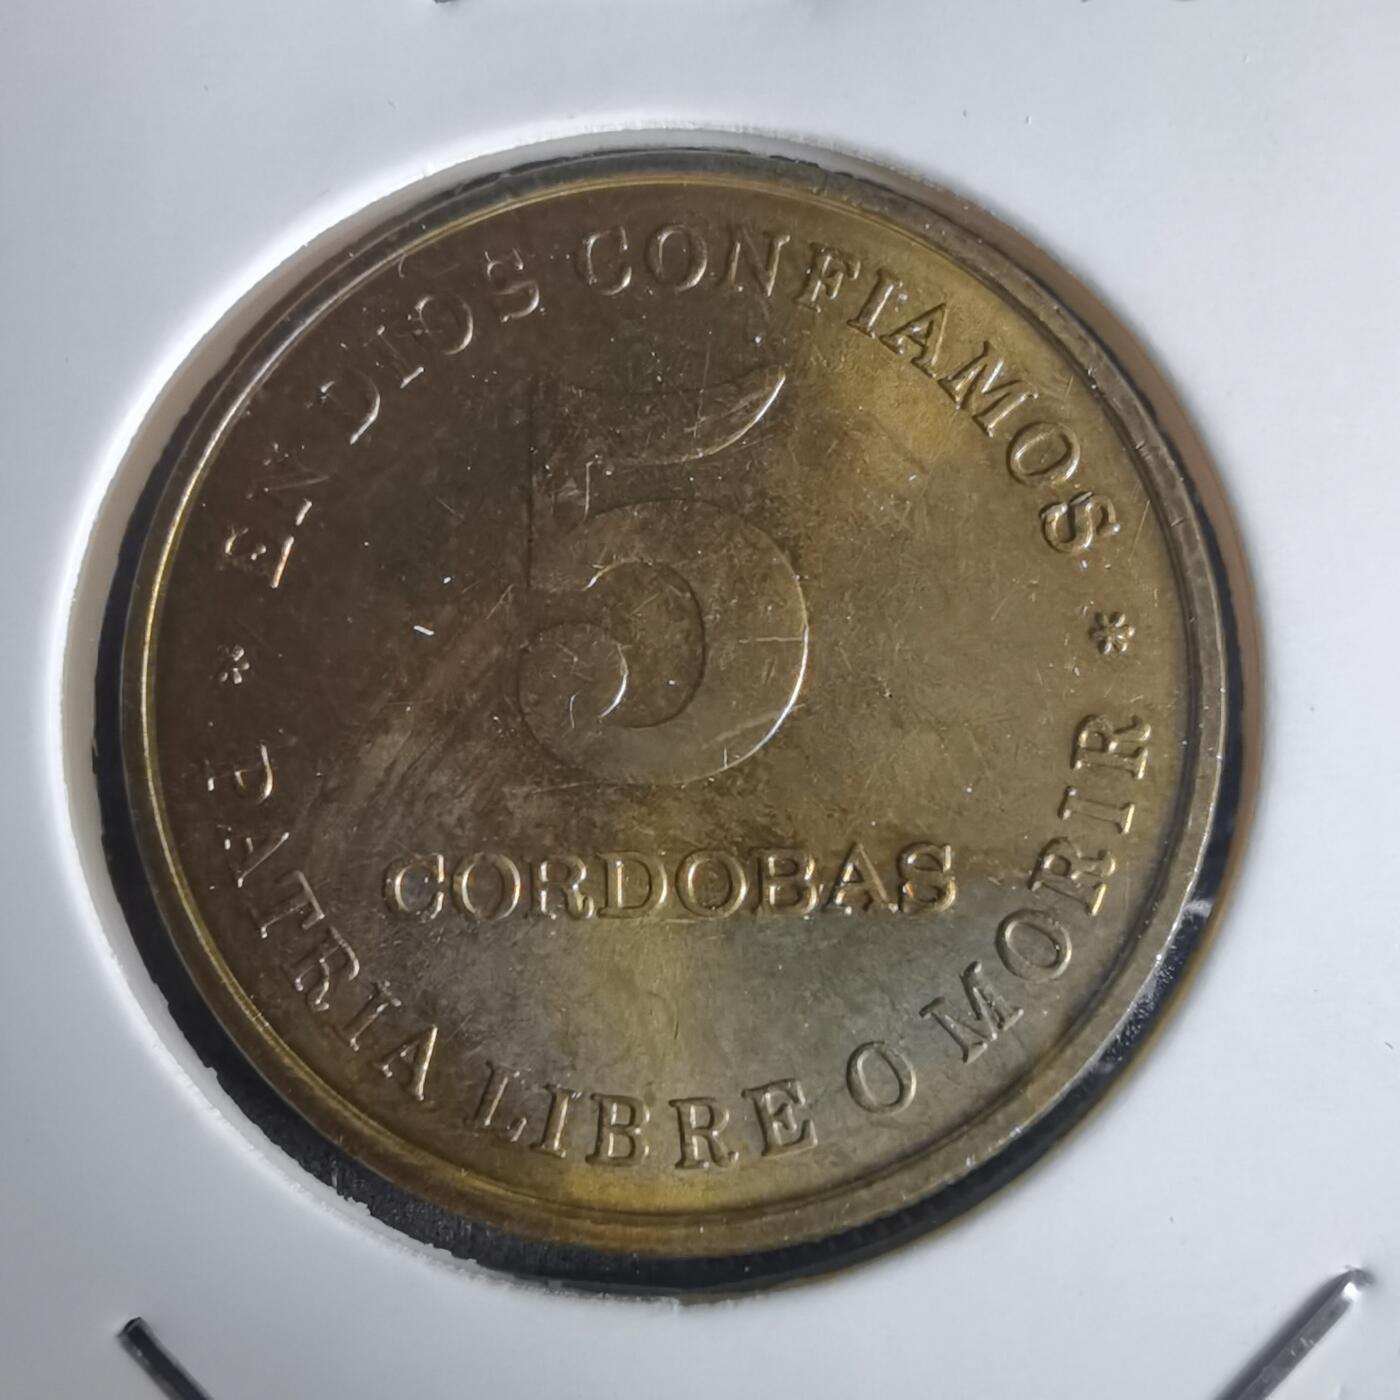 * EN DIOS CONFIAMOS *
5
CORDOBAS
PATRIA LIBRE O MORIR